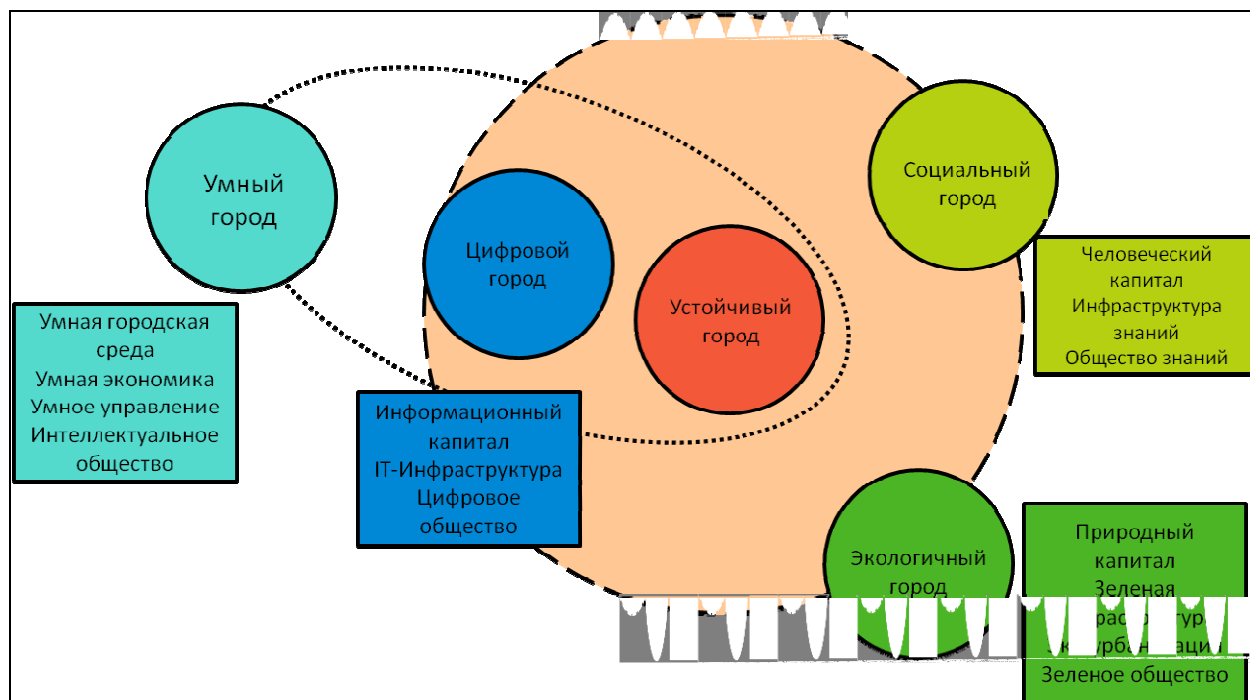 Умный
город
Социальный
город
Цифровой
город
Устойчивый
город
Человеческий
капитал
Инфраструктура
знаний
Общество знаний
Умная городская
среда
Умная экономика
Умное управление
Интеллектуальное
общество
Информационный
капитал
IT-Инфраструктура
Цифровое
общество
Экологичный
город
Природный
капитал
Зеленая
Зеленое общество